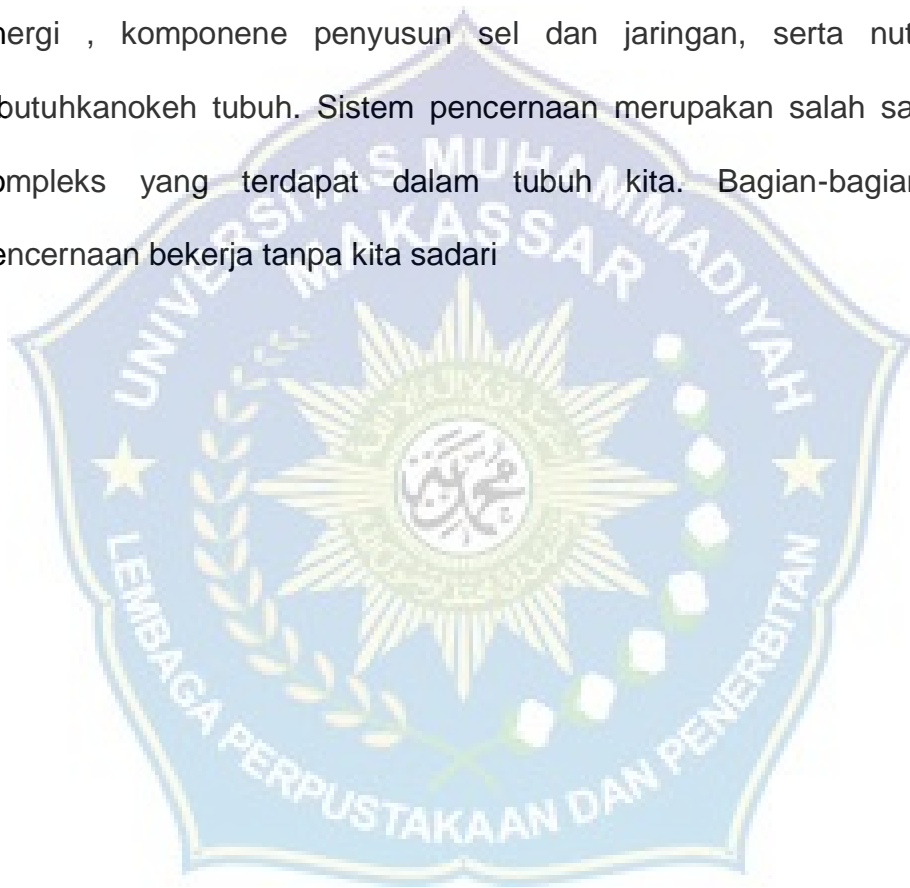 nergi , komponene penyusun sel dan jaringan, serta nut
butuhkanokeh tubuh. Sistem pencernaan merupakan salah sa
ompleks yang terdapat dalam tubuh kita. Bagian-bagian
encernaan bekerja tanpa kita sadari
UNIVERSITAS MUHAMMADIYAH
MAKASSAR
LEMBAGA PERPUSTAKAAN DAN PENERBITAN